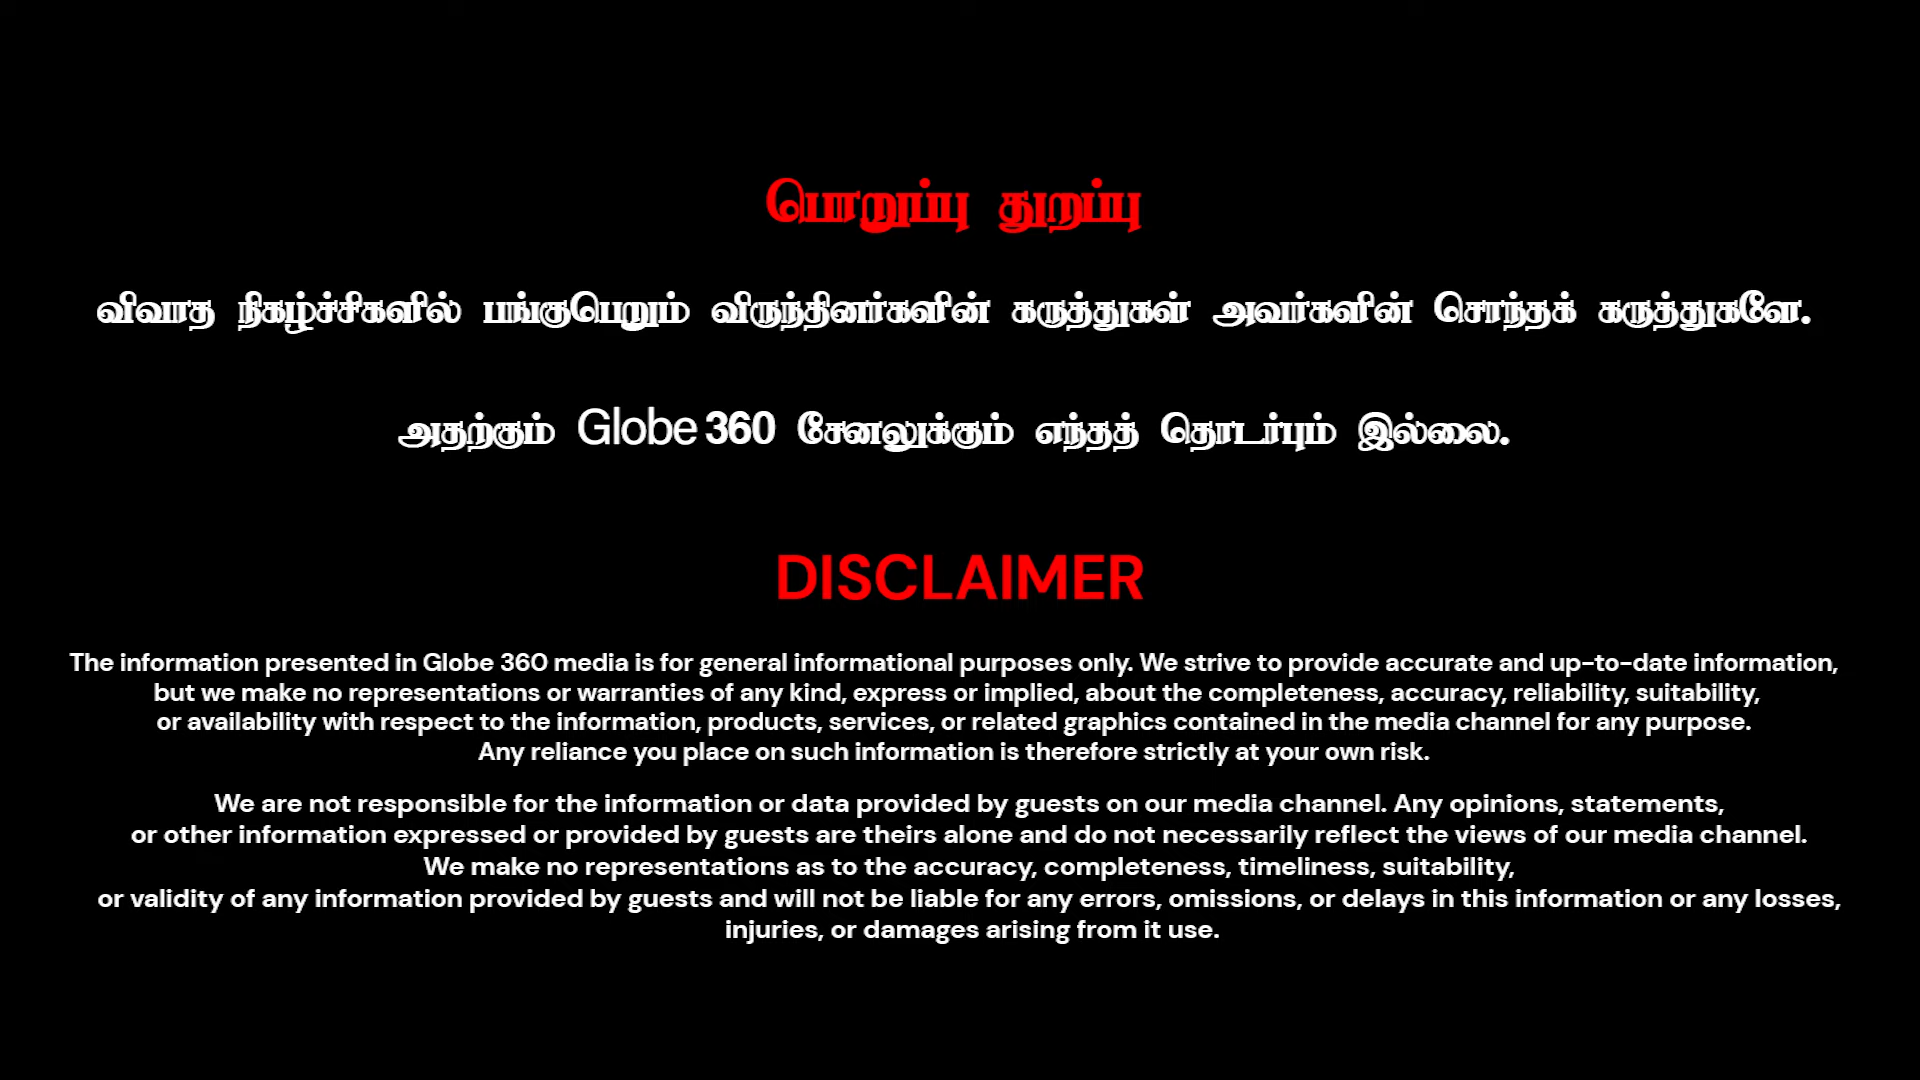 பொறுப்பு துறப்பு
விவாத நிகழ்ச்சிகளில் பங்குபெறும் விருந்தினர்களின் கருத்துகள் அவர்களின் சொந்தக் கருத்துகளே.
அதற்கும் Globe 360 சேனலுக்கும் எந்தத் தொடர்பும் இல்லை.
DISCLAIMER
The information presented in Globe 360 media is for general informational purposes only. We strive to provide accurate and up-to-date information,
but we make no representations or warranties of any kind, express or implied, about the completeness, accuracy, reliability, suitability,
or availability with respect to the information, products, services, or related graphics contained in the media channel for any purpose.
Any reliance you place on such information is therefore strictly at your own risk.
We are not responsible for the information or data provided by guests on our media channel. Any opinions, statements,
or other information expressed or provided by guests are theirs alone and do not necessarily reflect the views of our media channel.
We make no representations as to the accuracy, completeness, timeliness, suitability,
or validity of any information provided by guests and will not be liable for any errors, omissions, or delays in this information or any losses,
injuries, or damages arising from it use.